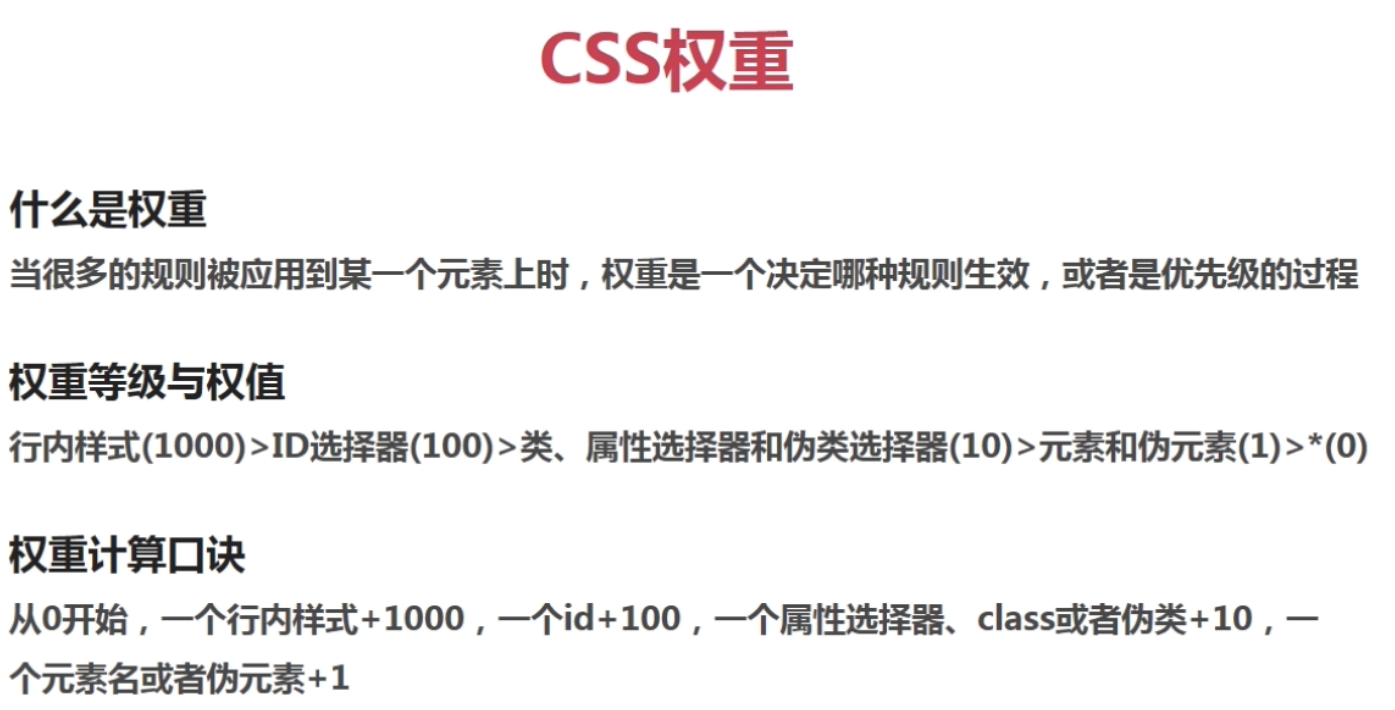 CSS权重
什么是权重
当很多的规则被应用到某一个元素上时，权重是一个决定哪种规则生效，或者是优先级的过程
权重等级与权值
行内样式(1000)>ID选择器(100)>类、属性选择器和伪类选择器(10)>元素和伪元素(1)>*(0)
权重计算口诀
从0开始，一个行内样式+1000，一个id+100，一个属性选择器、class或者伪类+10，一
个元素名或者伪元素+1